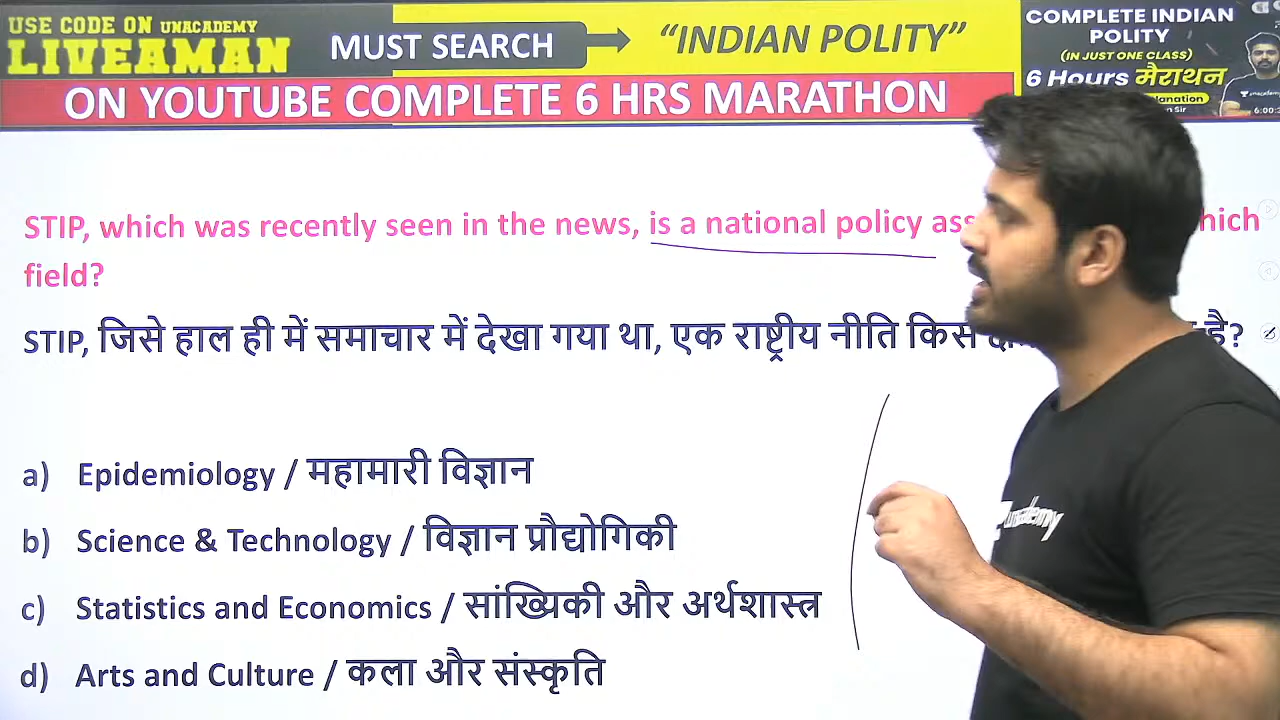 USE CODE ON UNACADEMY
LIVEAMAN
MUST SEARCH
“INDIAN POLITY”
ON YOUTUBE COMPLETE 6 HRS MARATHON
COMPLETE INDIAN
POLITY
(IN JUST ONE CLASS)
6 Hours मैराथन
STIP, which was recently seen in the news, is a national policy
field?
STIP, जिसे हाल ही में समाचार में देखा गया था, एक राष्ट्रीय नीति किस है?
a) Epidemiology / महामारी विज्ञान
b) Science & Technology / विज्ञान प्रौद्योगिकी
c) Statistics and Economics / सांख्यिकी और अर्थशास्त्र
d) Arts and Culture / कला और संस्कृति
unacademy